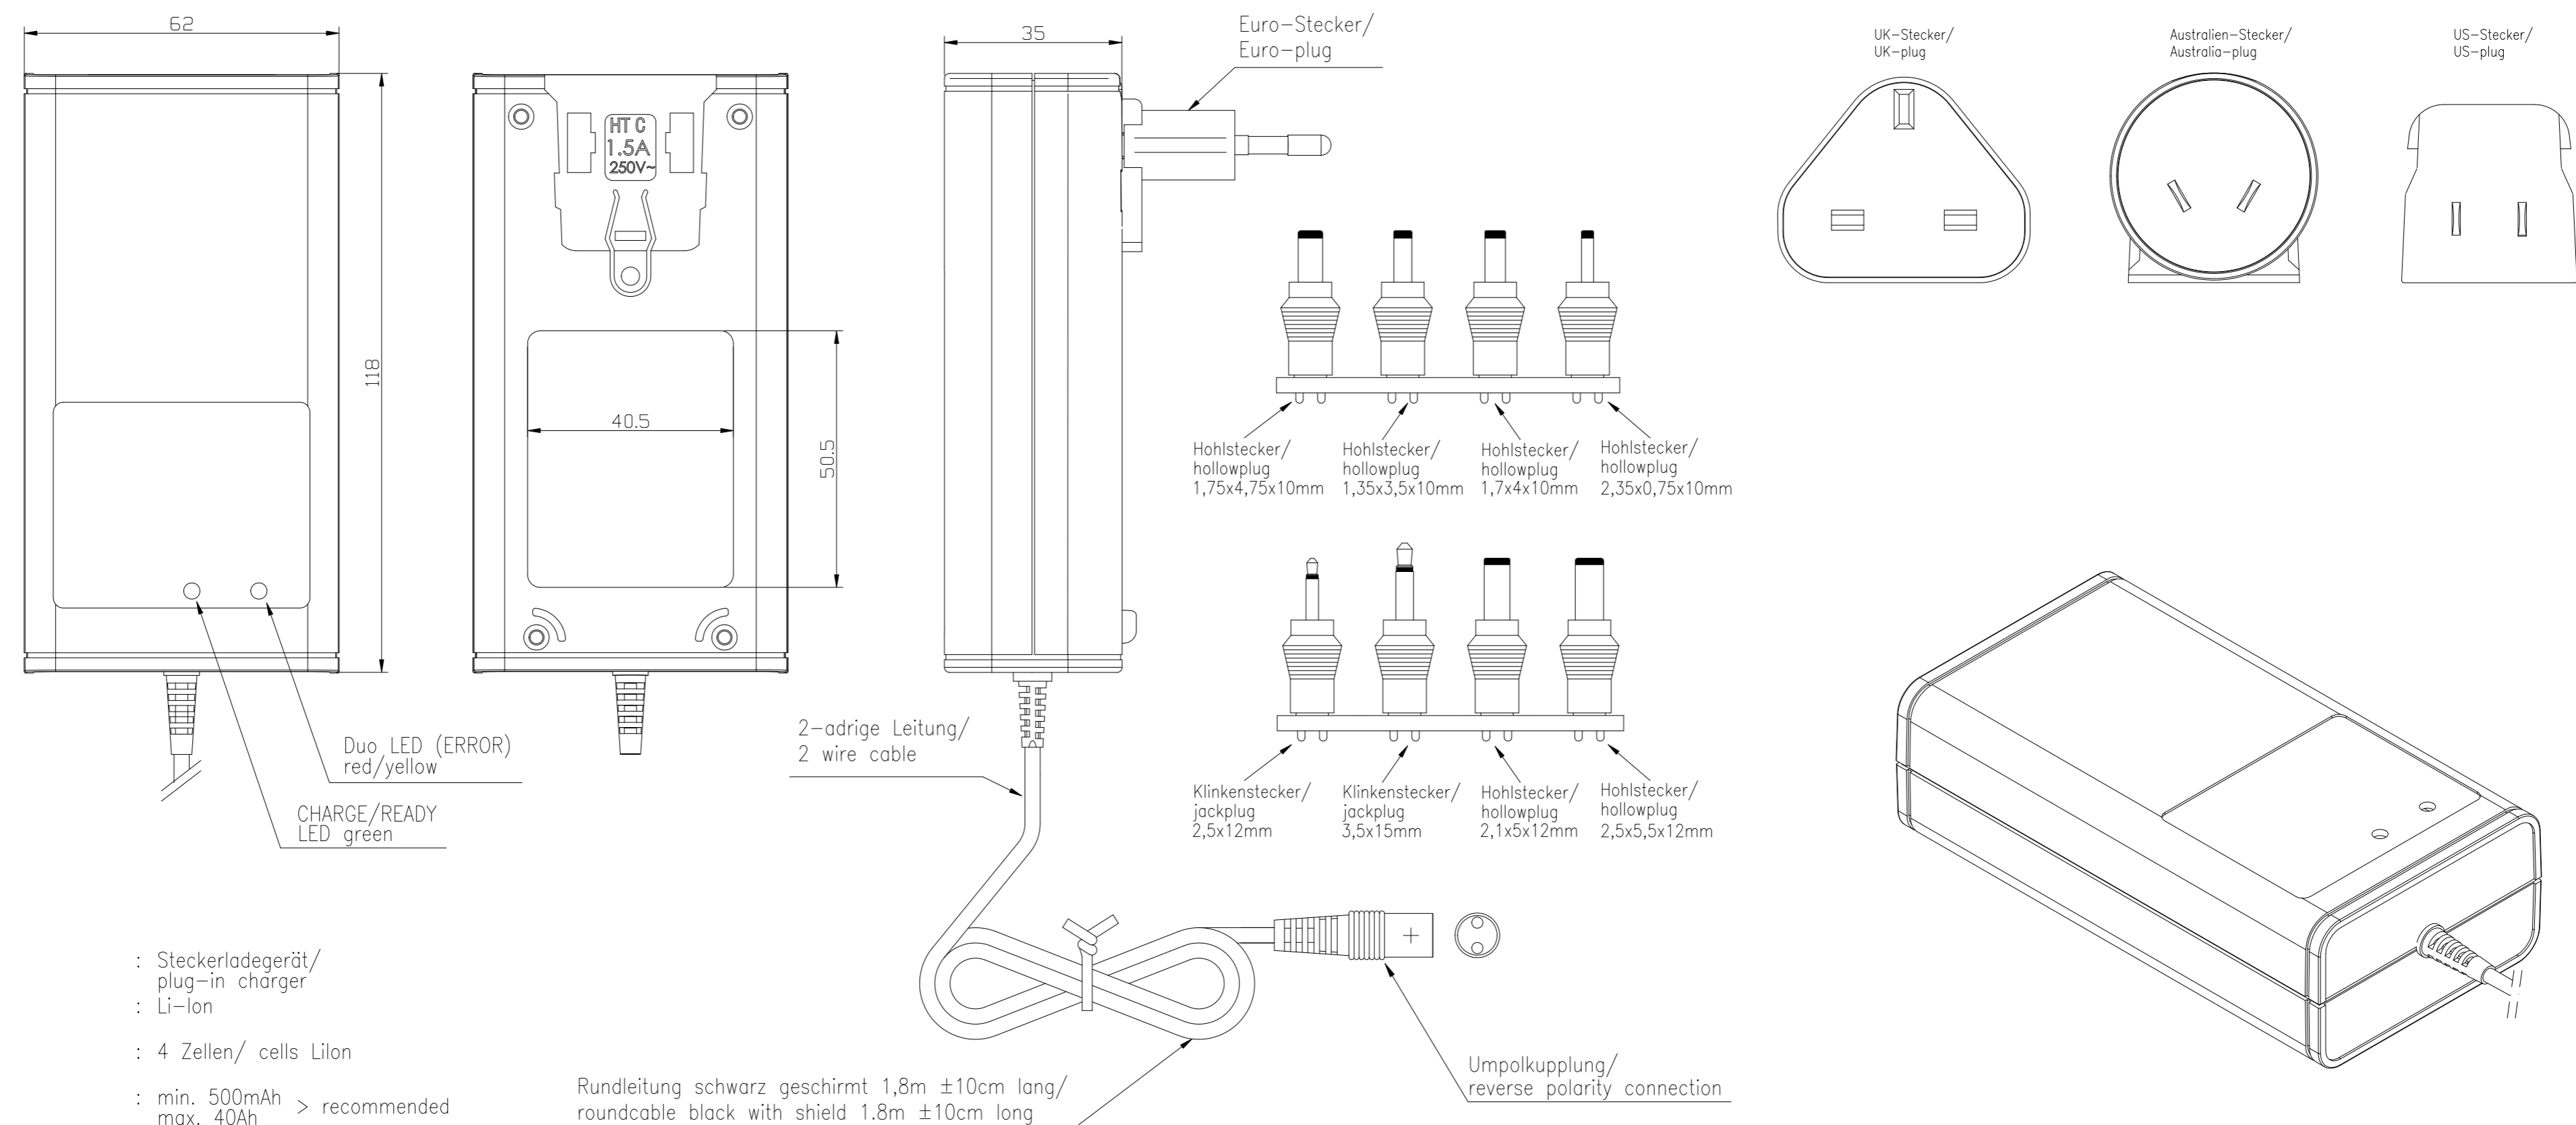 62
35
Euro-Stecker/
Euro-plug
UK-Stecker/
UK-plug
Australien-Stecker/
Australia-plug
US-Stecker/
US-plug
HT C
1.5A
250V~
118
40.5
50.5
Hohlstecker/
hollowplug
1,75x4,75x10mm
Hohlstecker/
hollowplug
1,35x3,5x10mm
Hohlstecker/
hollowplug
1,7x4x10mm
Hohlstecker/
hollowplug
2,35x0,75x10mm
2-adrige Leitung/
2 wire cable
Duo LED (ERROR)
red/yellow
CHARGE/READY
LED green
Klinkenstecker/
jackplug
2,5x12mm
Klinkenstecker/
jackplug
3,5x15mm
Hohlstecker/
hollowplug
2,1x5x12mm
Hohlstecker/
hollowplug
2,5x5,5x12mm
+
: Steckerladegerät/
plug-in charger
: Li-Ion
: 4 Zellen/ cells LiIon
: min. 500mAh
max. 40Ah > recommended
Rundleitung schwarz geschirmt 1,8m ±10cm lang/
roundcable black with shield 1.8m ±10cm long
Umpolkupplung/
reverse polarity connection